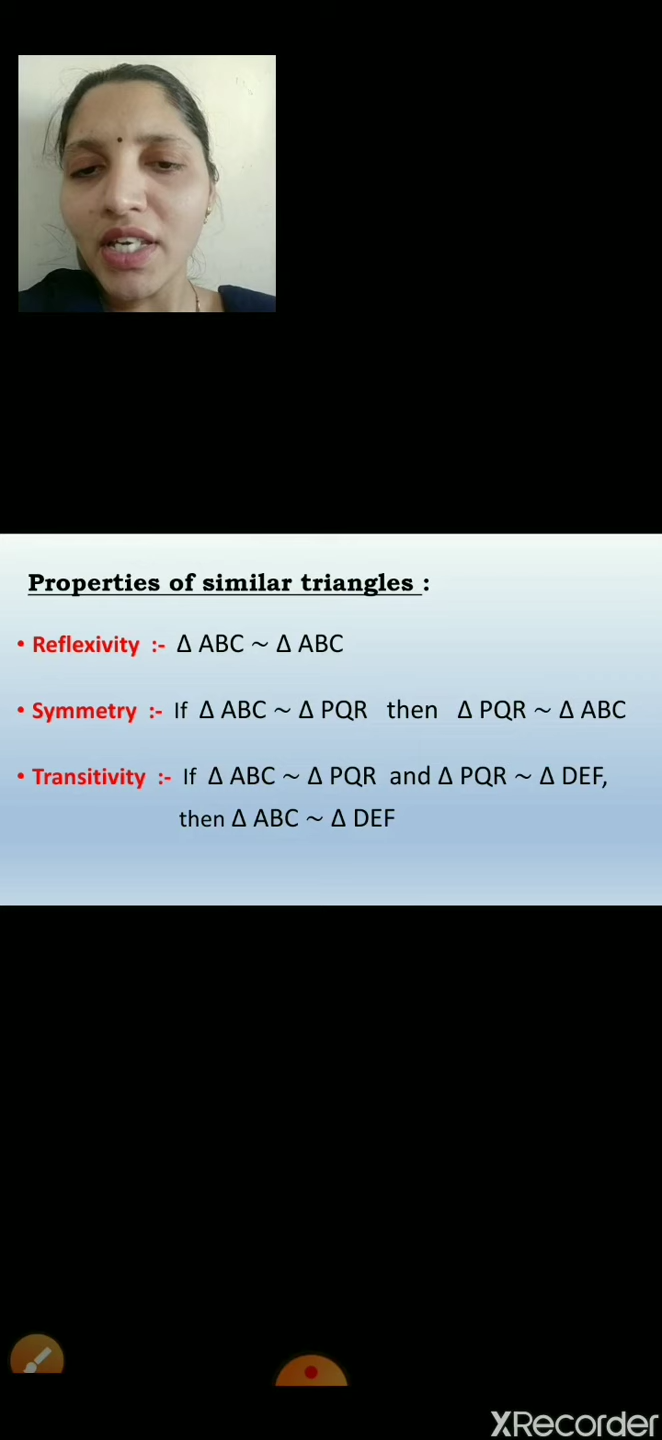 Properties of similar triangles :
• Reflexivity :- Δ ABC ~ Δ ABC
• Symmetry :- If Δ ABC ~ Δ PQR then Δ PQR ~ Δ ABC
• Transitivity :- If Δ ABC ~ Δ PQR and Δ PQR ~ Δ DEF,
then Δ ABC ~ Δ DEF
XRecorder